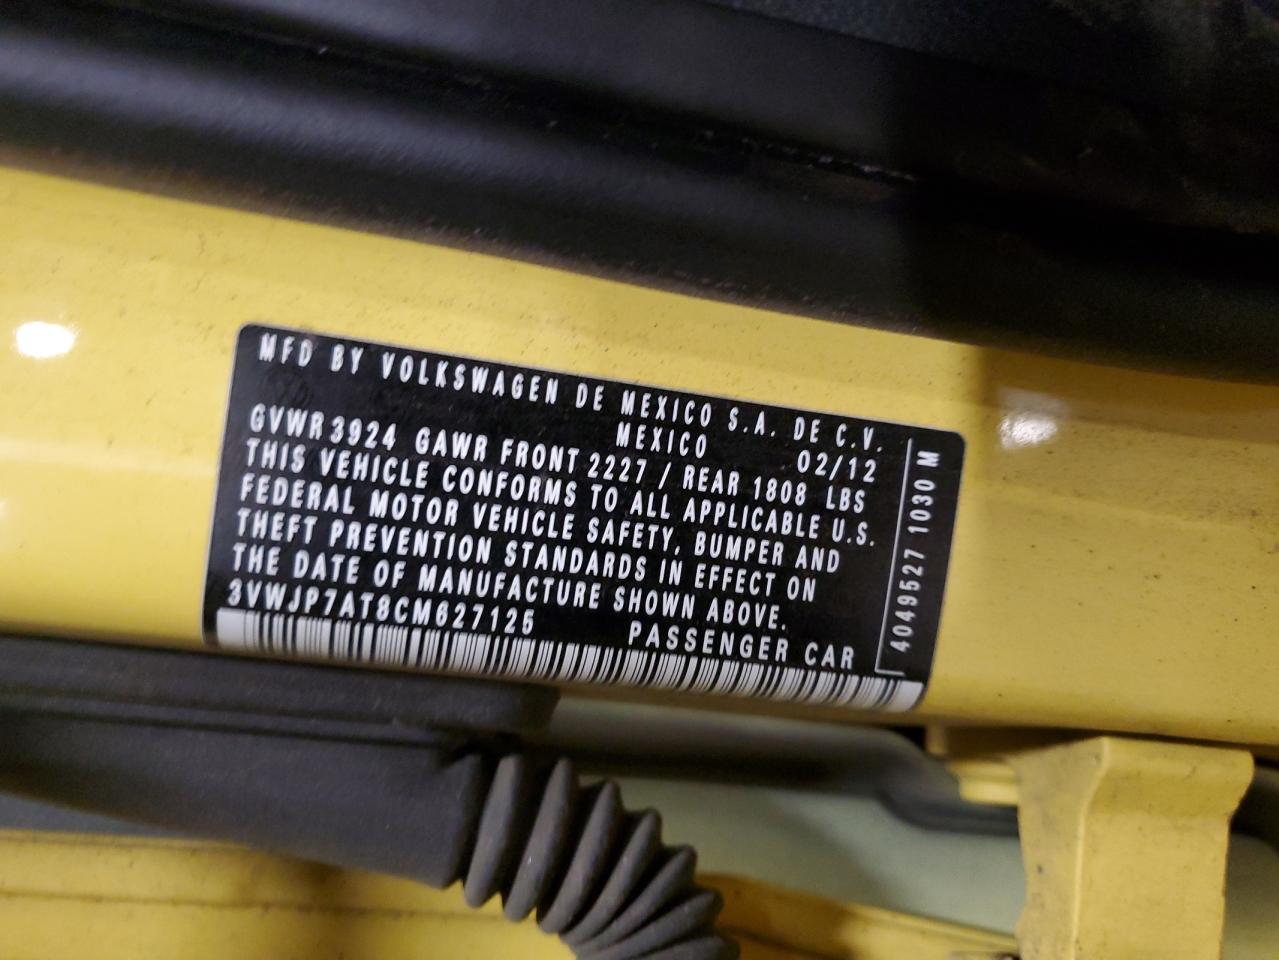 MFD BY VOLKSWAGEN DE MEXICO S.A. DE C.V.
MEXICO 02/12
GVWR 3924 GAWR FRONT 2227 / REAR 1808 LBS
THIS VEHICLE CONFORMS TO ALL APPLICABLE U.S.
FEDERAL MOTOR VEHICLE SAFETY, BUMPER AND
THEFT PREVENTION STANDARDS IN EFFECT ON
THE DATE OF MANUFACTURE SHOWN ABOVE.
3VWJP7AT8CM627125 PASSENGER CAR
4049527 1030 M